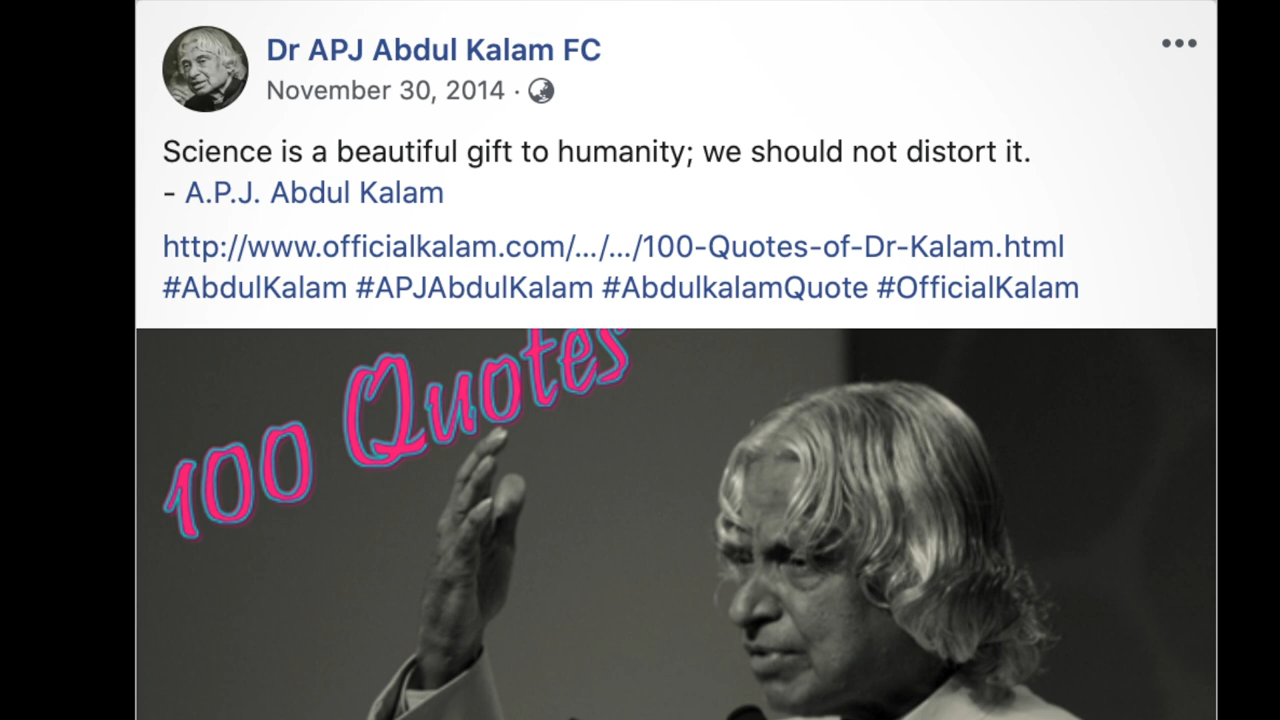 Dr APJ Abdul Kalam FC
November 30, 2014 ·
Science is a beautiful gift to humanity; we should not distort it.
- A.P.J. Abdul Kalam
http://www.officialkalam.com/.../.../100-Quotes-of-Dr-Kalam.html
#AbdulKalam #APJAbdulKalam #AbdulkalamQuote #OfficialKalam
100 Quotes